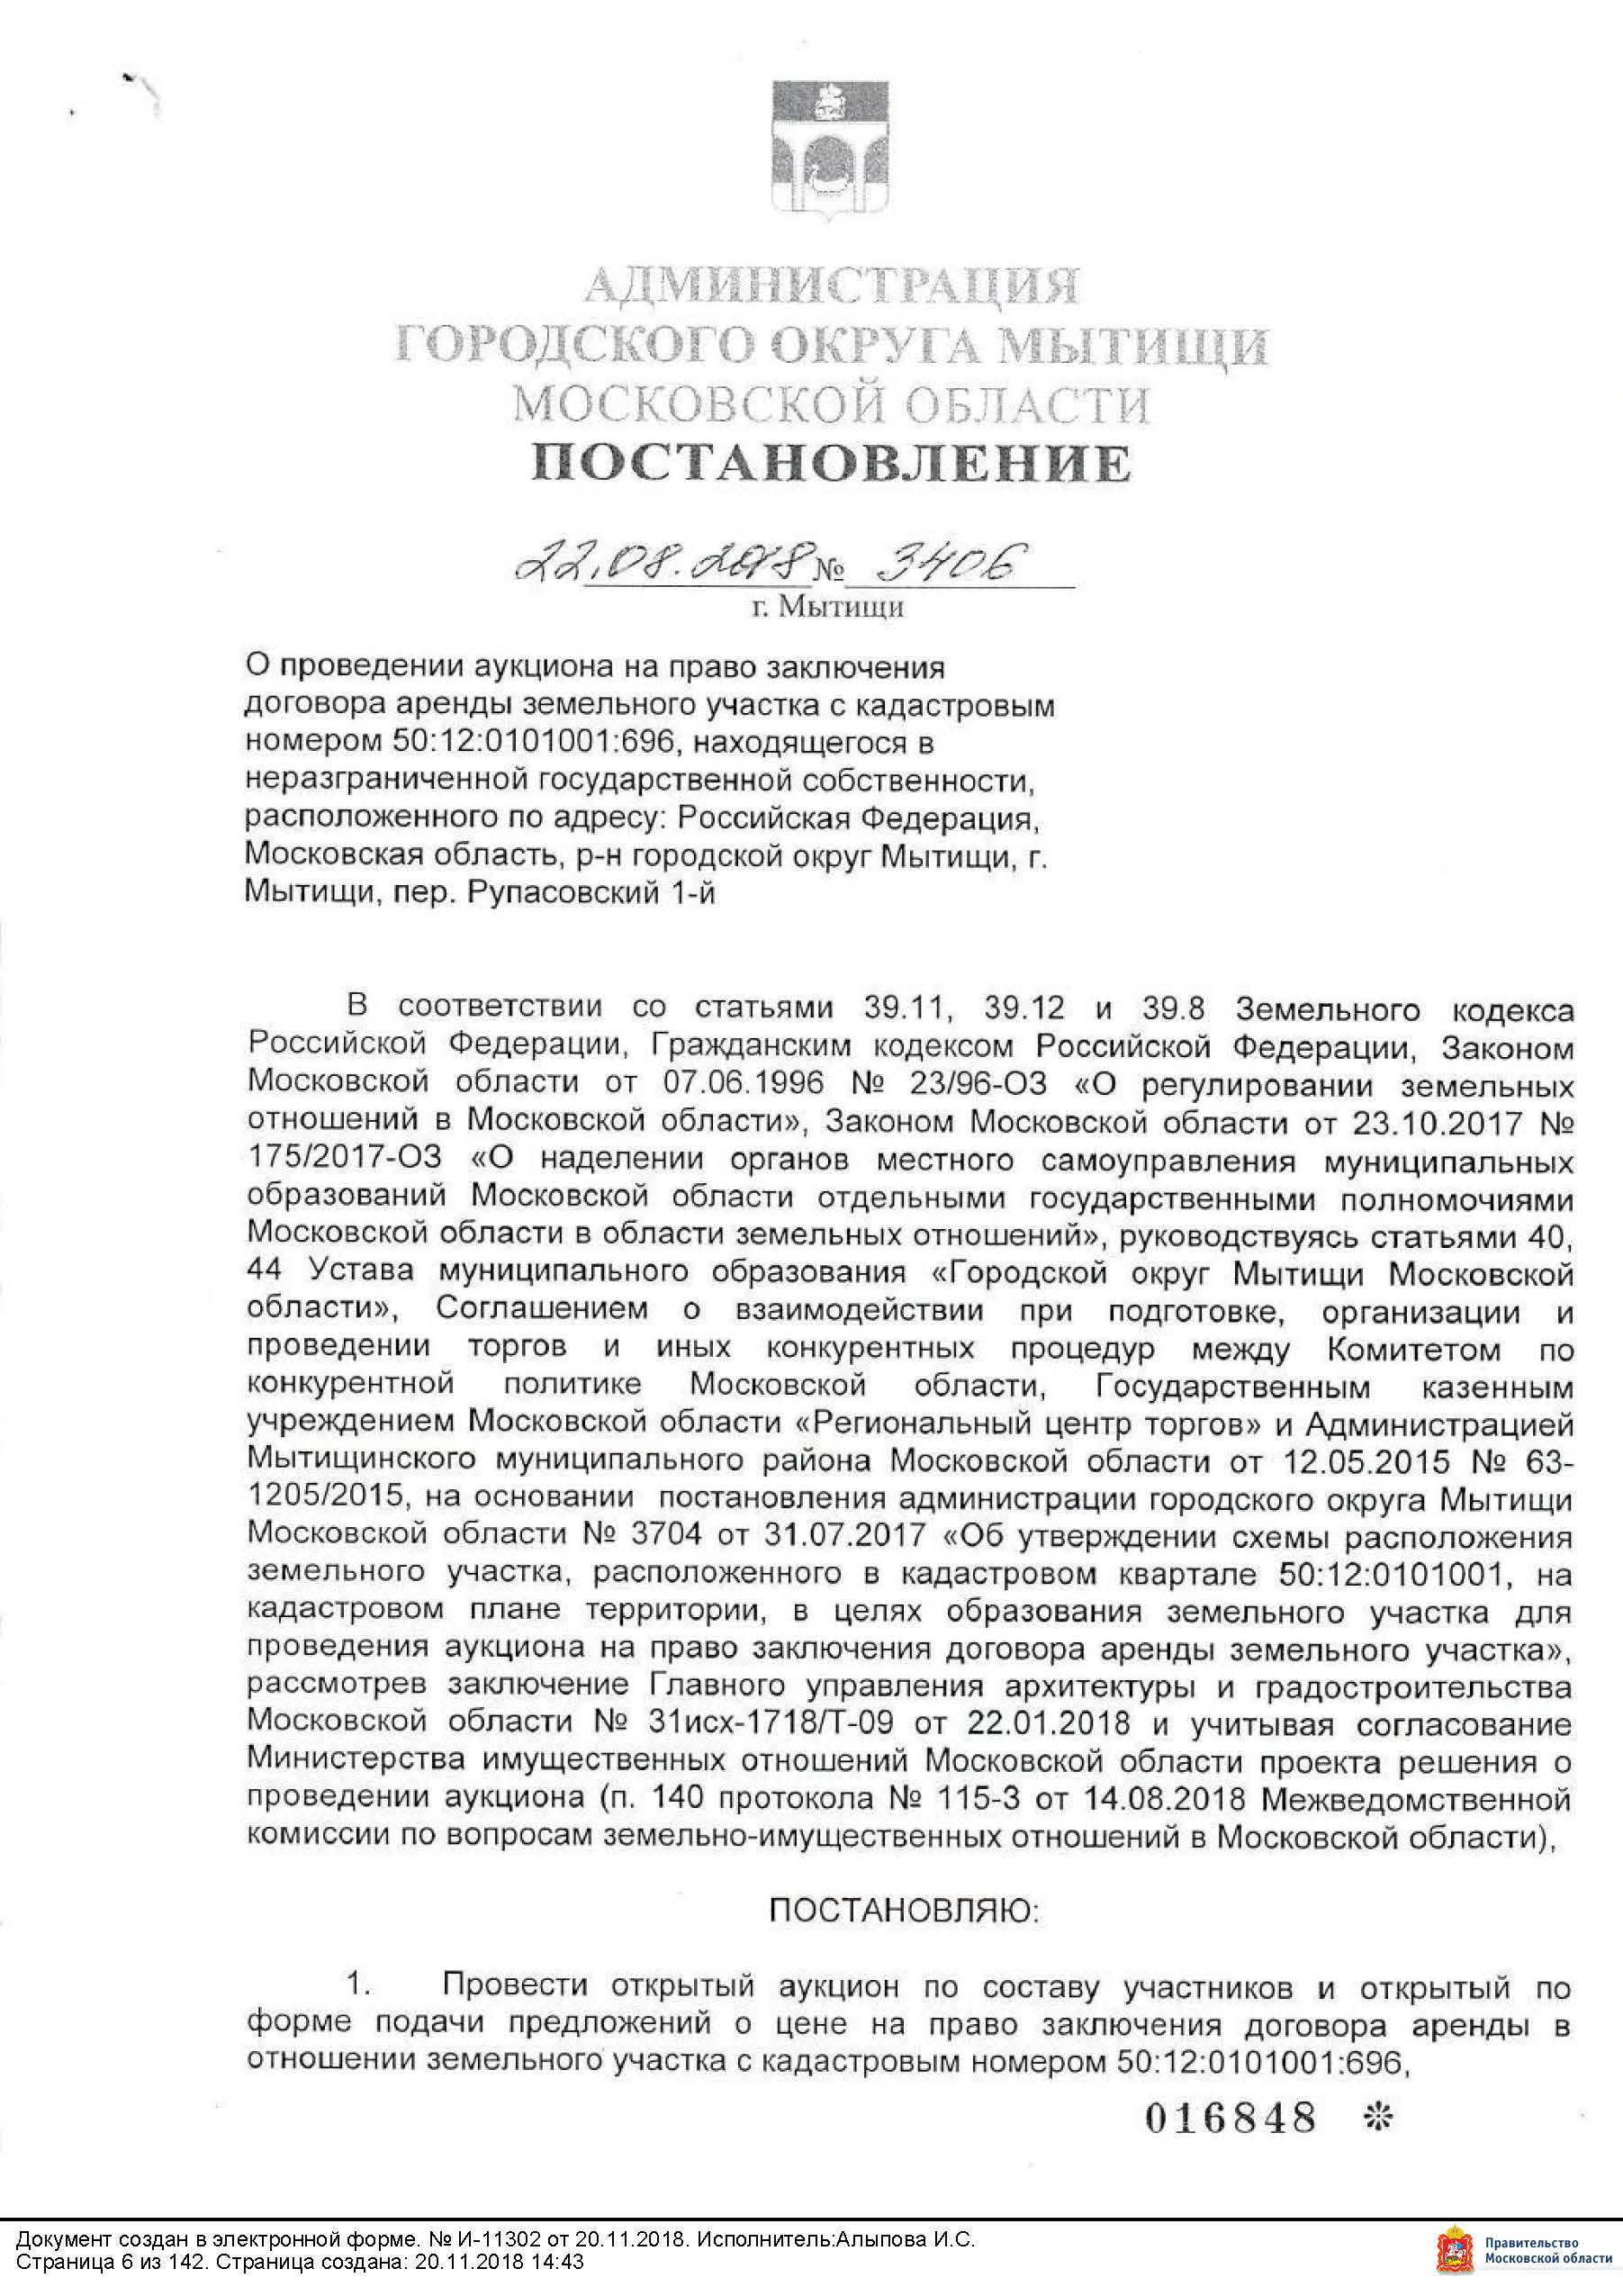 АДМИНИСТРАЦИЯ
ГОРОДСКОГО ОКРУГА МЫТИЩИ
МОСКОВСКОЙ ОБЛАСТИ
ПОСТАНОВЛЕНИЕ
22.08.2018 № 3406
г. Мытищи
О проведении аукциона на право заключения
договора аренды земельного участка с кадастровым
номером 50:12:0101001:696, находящегося в
неразграниченной государственной собственности,
расположенного по адресу: Российская Федерация,
Московская область, р-н городской округ Мытищи, г.
Мытищи, пер. Рупасовский 1-й
В соответствии со статьями 39.11, 39.12 и 39.8 Земельного кодекса
Российской Федерации, Гражданским кодексом Российской Федерации, Законом
Московской области от 07.06.1996 № 23/96-ОЗ «О регулировании земельных
отношений в Московской области», Законом Московской области от 23.10.2017 №
175/2017-ОЗ «О наделении органов местного самоуправления муниципальных
образований Московской области отдельными государственными полномочиями
Московской области в области земельных отношений», руководствуясь статьями 40,
44 Устава муниципального образования «Городской округ Мытищи Московской
области», Соглашением о взаимодействии при подготовке, организации и
проведении торгов и иных конкурентных процедур между Комитетом по
конкурентной политике Московской области, Государственным казенным
учреждением Московской области «Региональный центр торгов» и Администрацией
Мытищинского муниципального района Московской области от 12.05.2015 № 63-
1205/2015, на основании постановления администрации городского округа Мытищи
Московской области № 3704 от 31.07.2017 «Об утверждении схемы расположения
земельного участка, расположенного в кадастровом квартале 50:12:0101001, на
кадастровом плане территории, в целях образования земельного участка для
проведения аукциона на право заключения договора аренды земельного участка»,
рассмотрев заключение Главного управления архитектуры и градостроительства
Московской области № 31исх-1718/Т-09 от 22.01.2018 и учитывая согласование
Министерства имущественных отношений Московской области проекта решения о
проведении аукциона (п. 140 протокола № 115-З от 14.08.2018 Межведомственной
комиссии по вопросам земельно-имущественных отношений в Московской области),
ПОСТАНОВЛЯЮ:
1. Провести открытый аукцион по составу участников и открытый по
форме подачи предложений о цене на право заключения договора аренды в
отношении земельного участка с кадастровым номером 50:12:0101001:696,
016848 *
Документ создан в электронной форме. № И-11302 от 20.11.2018. Исполнитель:Алыпова И.С.
Страница 6 из 142. Страница создана: 20.11.2018 14:43
Правительство
Московской области